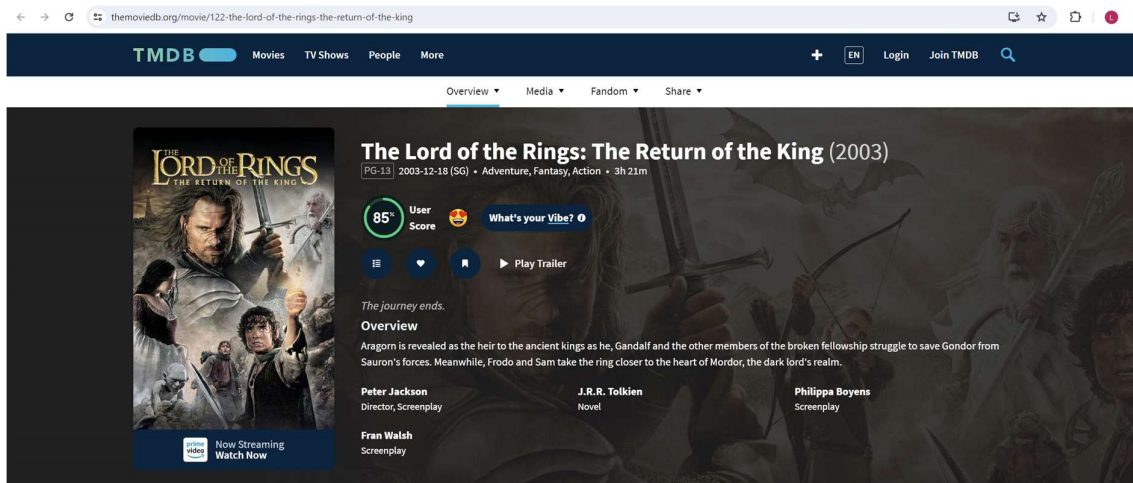 themoviedb.org/movie/122-the-lord-of-the-rings-the-return-of-the-king
L
TMDB Movies TV Shows People More + EN Login Join TMDB
Overview ▼ Media ▼ Fandom ▼ Share ▼
THE
LORD OF THE RINGS
THE RETURN OF THE KING
The Lord of the Rings: The Return of the King (2003)
PG-13 2003-12-18 (SG) • Adventure, Fantasy, Action • 3h 21m
85% User
Score
What's your Vibe?
Play Trailer
The journey ends.
Overview
Aragorn is revealed as the heir to the ancient kings as he, Gandalf and the other members of the broken fellowship struggle to save Gondor from
Sauron's forces. Meanwhile, Frodo and Sam take the ring closer to the heart of Mordor, the dark lord's realm.
Peter Jackson
Director, Screenplay
J.R.R. Tolkien
Novel
Philippa Boyens
Screenplay
Fran Walsh
Screenplay
prime
video
Now Streaming
Watch Now